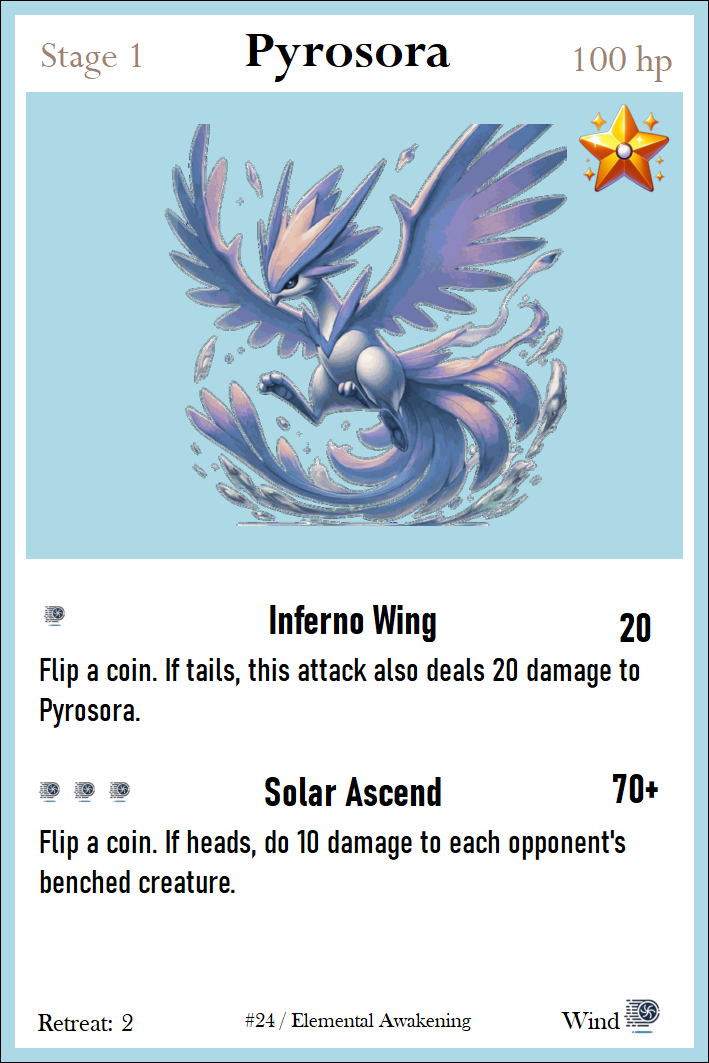 Stage 1 Pyrosora 100 hp
Inferno Wing 20
Flip a coin. If tails, this attack also deals 20 damage to
Pyrosora.
Solar Ascend 70+
Flip a coin. If heads, do 10 damage to each opponent's
benched creature.
Retreat: 2 #24 / Elemental Awakening Wind